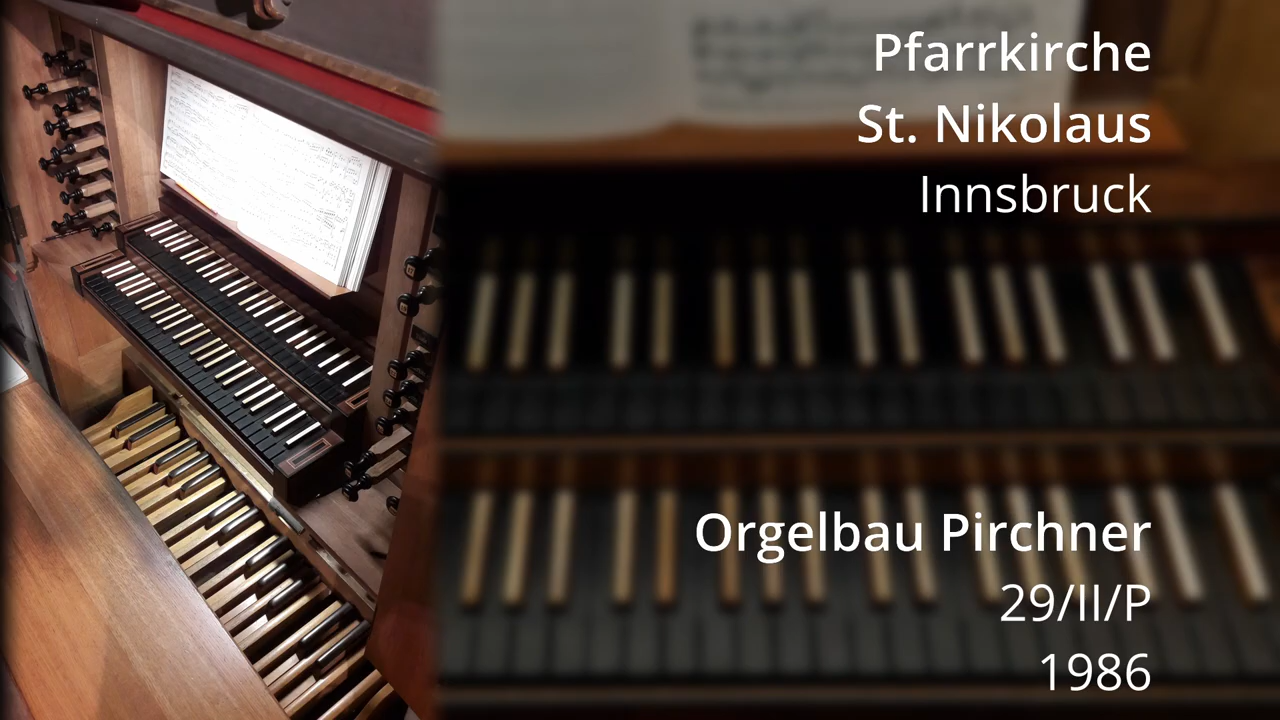 Pfarrkirche
St. Nikolaus
Innsbruck
Orgelbau Pirchner
29/II/P
1986